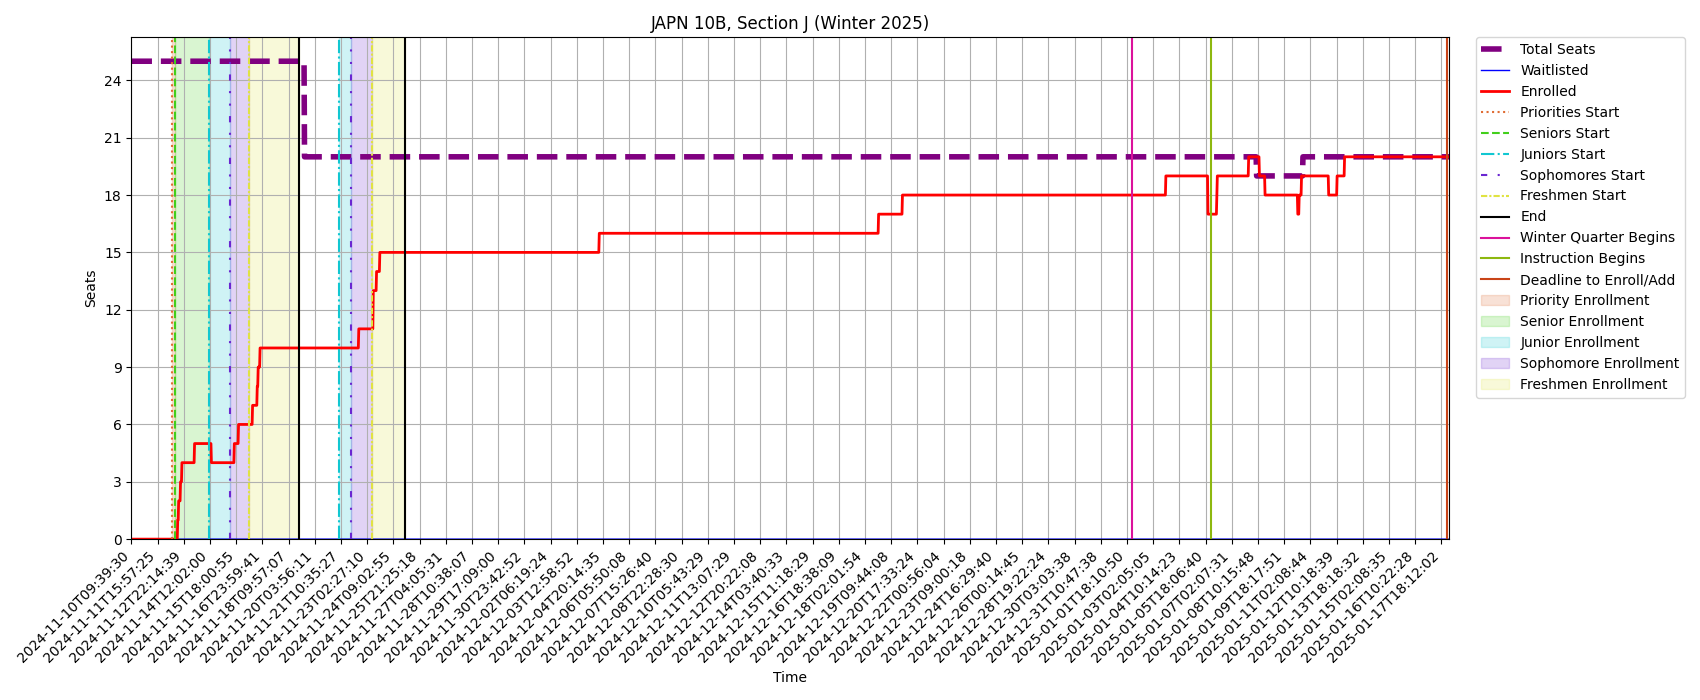 JAPN 10B, Section J (Winter 2025)
Seats
24
21
18
15
12
9
6
3
0
2024-11-10T09:39:30
2024-11-11T15:57:25
2024-11-12T22:14:39
2024-11-14T12:02:00
2024-11-15T18:00:55
2024-11-16T23:59:41
2024-11-18T09:57:07
2024-11-20T03:56:11
2024-11-21T10:35:27
2024-11-23T02:27:10
2024-11-24T09:02:55
2024-11-25T21:25:18
2024-11-27T04:05:31
2024-11-28T10:38:07
2024-11-29T17:09:00
2024-11-30T23:42:52
2024-12-02T06:19:24
2024-12-03T12:58:52
2024-12-04T20:14:35
2024-12-06T05:50:08
2024-12-07T15:26:40
2024-12-08T22:28:30
2024-12-10T05:43:29
2024-12-11T13:07:29
2024-12-12T20:22:08
2024-12-14T03:40:33
2024-12-15T11:18:29
2024-12-16T18:38:09
2024-12-18T02:01:54
2024-12-19T09:44:08
2024-12-20T17:33:24
2024-12-22T00:56:04
2024-12-23T09:00:18
2024-12-24T16:29:40
2024-12-26T00:14:45
2024-12-28T19:22:24
2024-12-30T03:03:38
2024-12-31T10:47:38
2025-01-01T18:10:50
2025-01-03T02:05:05
2025-01-04T10:14:23
2025-01-05T18:06:40
2025-01-07T02:07:31
2025-01-08T10:15:48
2025-01-09T18:17:51
2025-01-11T02:08:44
2025-01-12T10:18:39
2025-01-13T18:18:32
2025-01-15T02:08:35
2025-01-16T10:22:28
2025-01-17T18:12:02
Time
Total Seats
Waitlisted
Enrolled
Priorities Start
Seniors Start
Juniors Start
Sophomores Start
Freshmen Start
End
Winter Quarter Begins
Instruction Begins
Deadline to Enroll/Add
Priority Enrollment
Senior Enrollment
Junior Enrollment
Sophomore Enrollment
Freshmen Enrollment